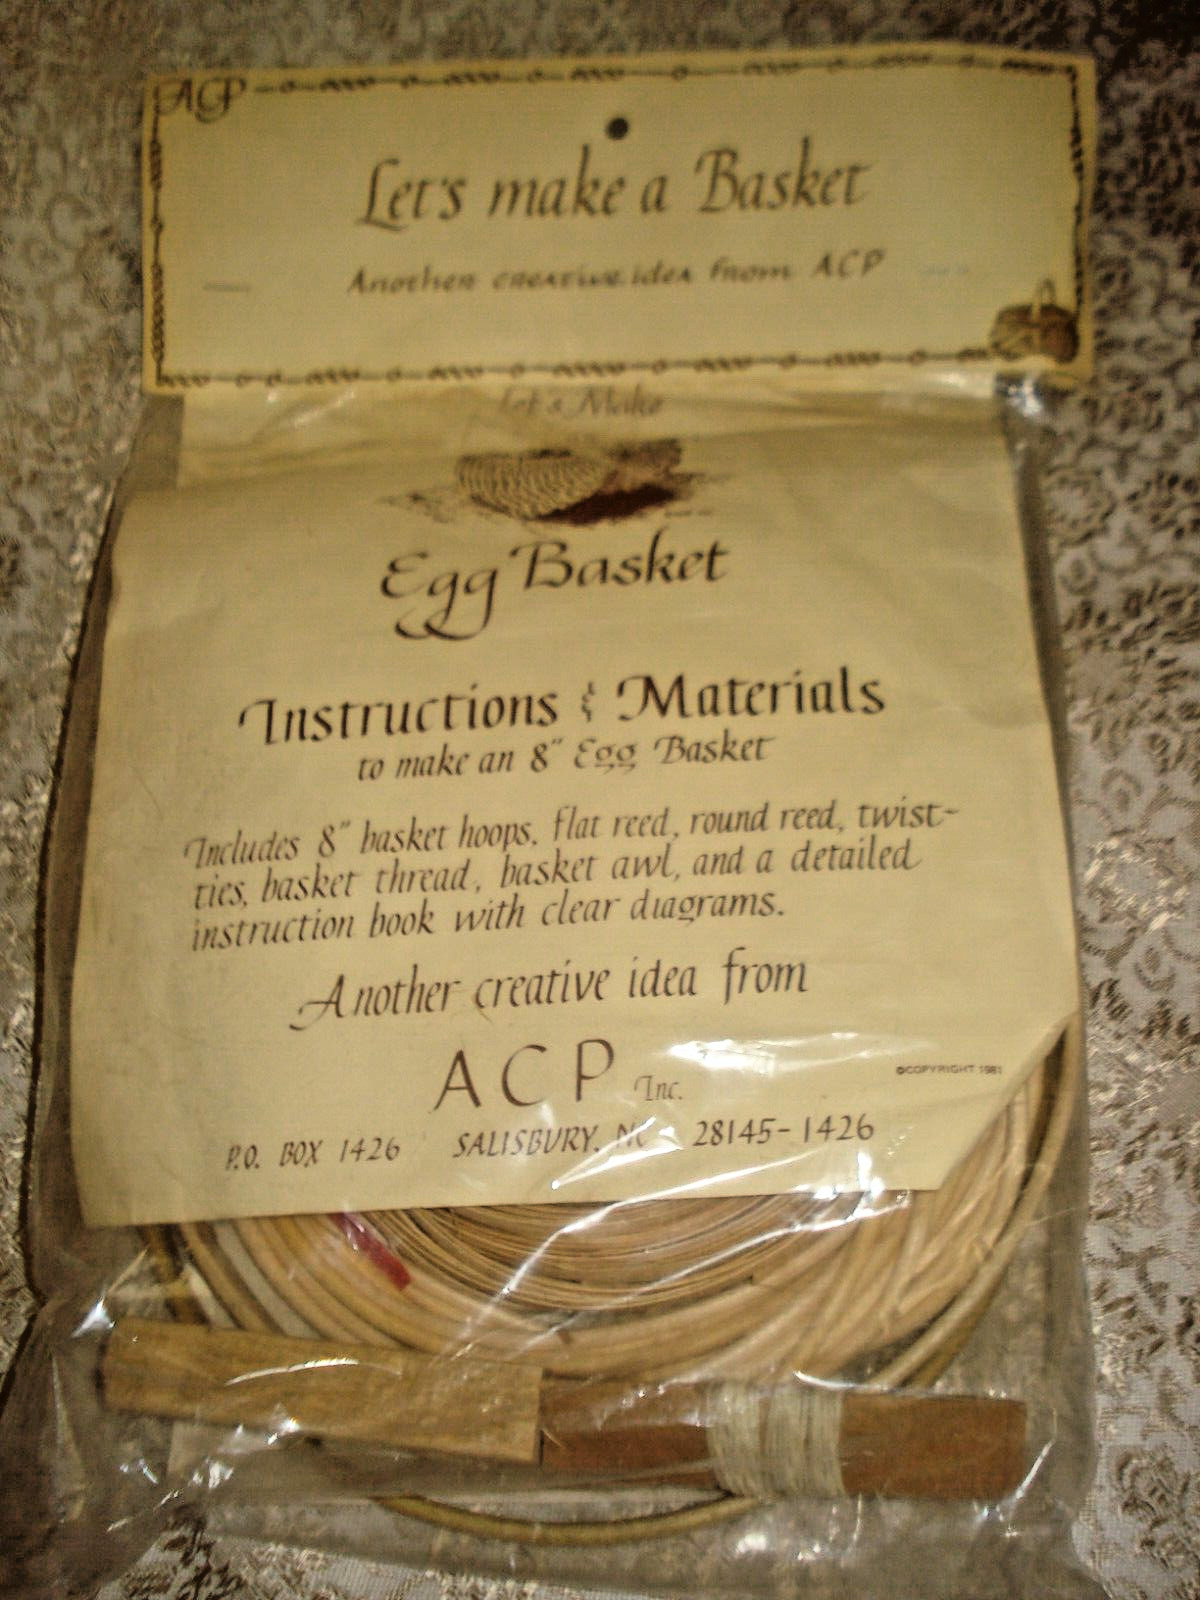 ACP
Let's make a Basket
Another creative idea from ACP
Let's Make
Egg Basket
Instructions & Materials
to make an 8" Egg Basket
Includes 8" basket hoops, flat reed, round reed, twist-
ties, basket thread, basket awl, and a detailed
instruction book with clear diagrams.
Another creative idea from
ACP Inc.
©COPYRIGHT 1981
P.O. BOX 1426 SALISBURY, NC 28145-1426